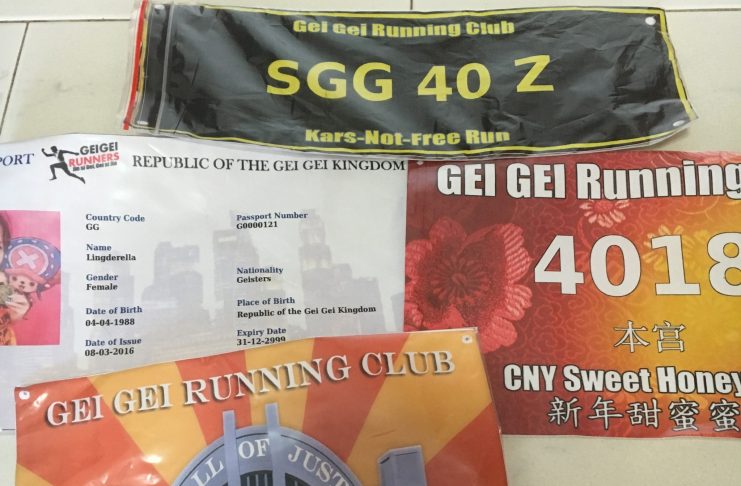 Gei Gei Running Club
SGG 40 Z
Kars-Not-Free Run
PORT
GEIGEI
RUNNERS
REPUBLIC OF THE GEI GEI KINGDOM
Country Code
GG
Passport Number
G0000121
Name
Lingderella
Gender
Female
Nationality
Geisters
Date of Birth
04-04-1988
Place of Birth
Republic of the Gei Gei Kingdom
Date of Issue
08-03-2016
Expiry Date
31-12-2999
GEI GEI Running
4018
本宫
CNY Sweet Honey
新年甜蜜蜜
GEI GEI RUNNING CLUB
LL OF JUST